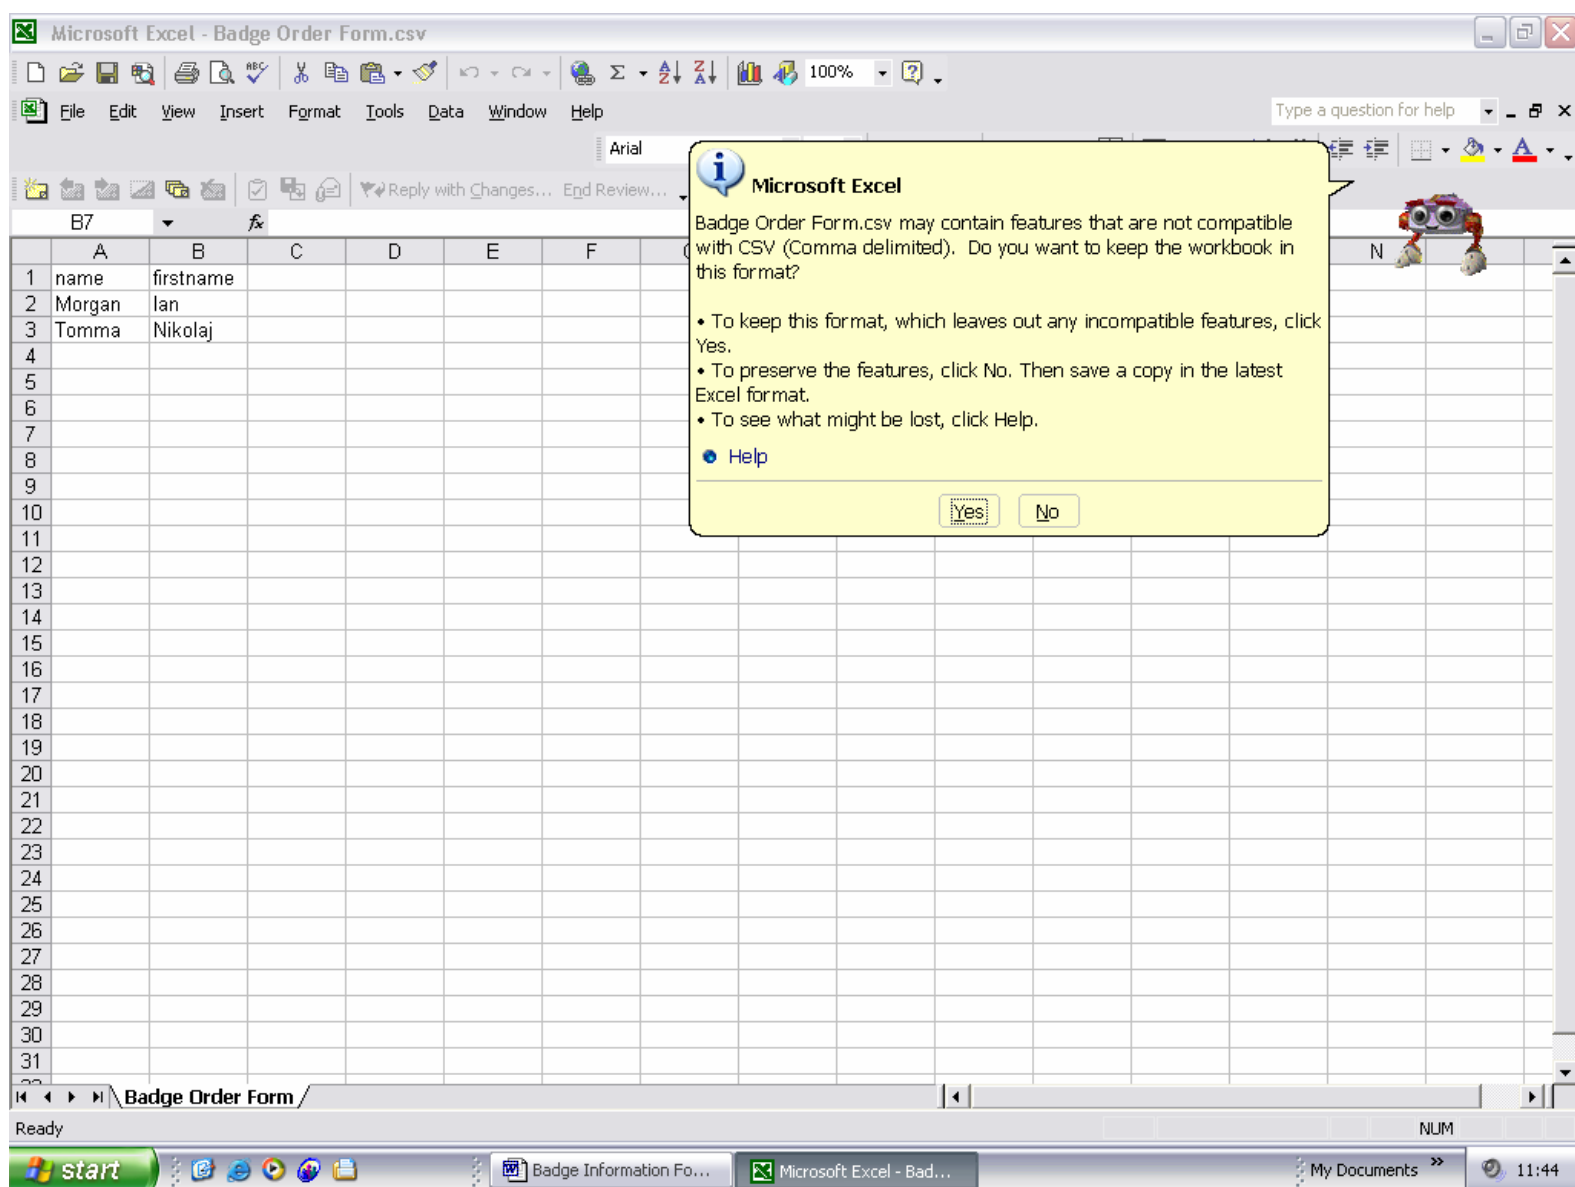 Microsoft Excel - Badge Order Form.csv
ABC Σ A Z Z A 100% ?
File Edit View Insert Format Tools Data Window Help Type a question for help
Arial A
Reply with Changes... End Review...
B7 fx
A B C D E F N
1 name firstname
2 Morgan Ian
3 Tomma Nikolaj
4
5
6
7
8
9
10
11
12
13
14
15
16
17
18
19
20
21
22
23
24
25
26
27
28
29
30
31
Microsoft Excel
Badge Order Form.csv may contain features that are not compatible
with CSV (Comma delimited). Do you want to keep the workbook in
this format?
• To keep this format, which leaves out any incompatible features, click
Yes.
• To preserve the features, click No. Then save a copy in the latest
Excel format.
• To see what might be lost, click Help.
Help
Yes No
Badge Order Form
Ready NUM
start Badge Information Fo... Microsoft Excel - Bad... My Documents » 11:44